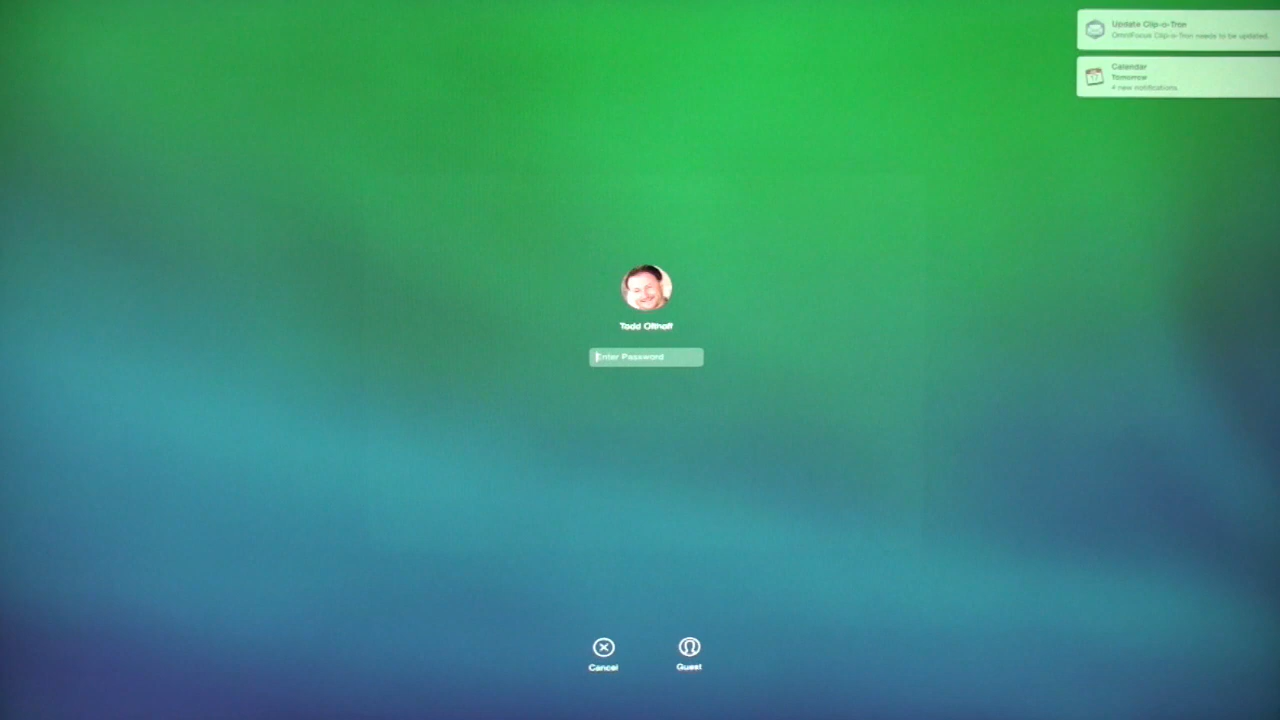 Update Clip-o-Tron
OmniFocus Clip-o-Tron needs to be updated.
Calendar
Tomorrow
4 new notifications.
Todd Olthoff
Enter Password
Cancel
Guest